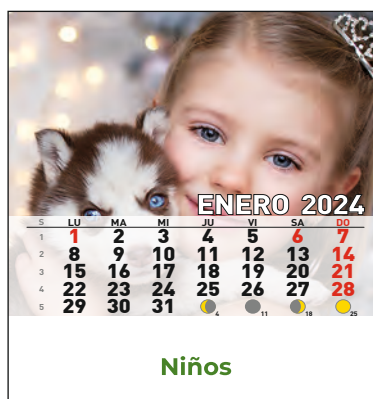 ENERO 2024
S LU MA MI JU VI SA DO
1 1 2 3 4 5 6 7
2 8 9 10 11 12 13 14
3 15 16 17 18 19 20 21
4 22 23 24 25 26 27 28
5 29 30 31 4 11 18 25
Niños